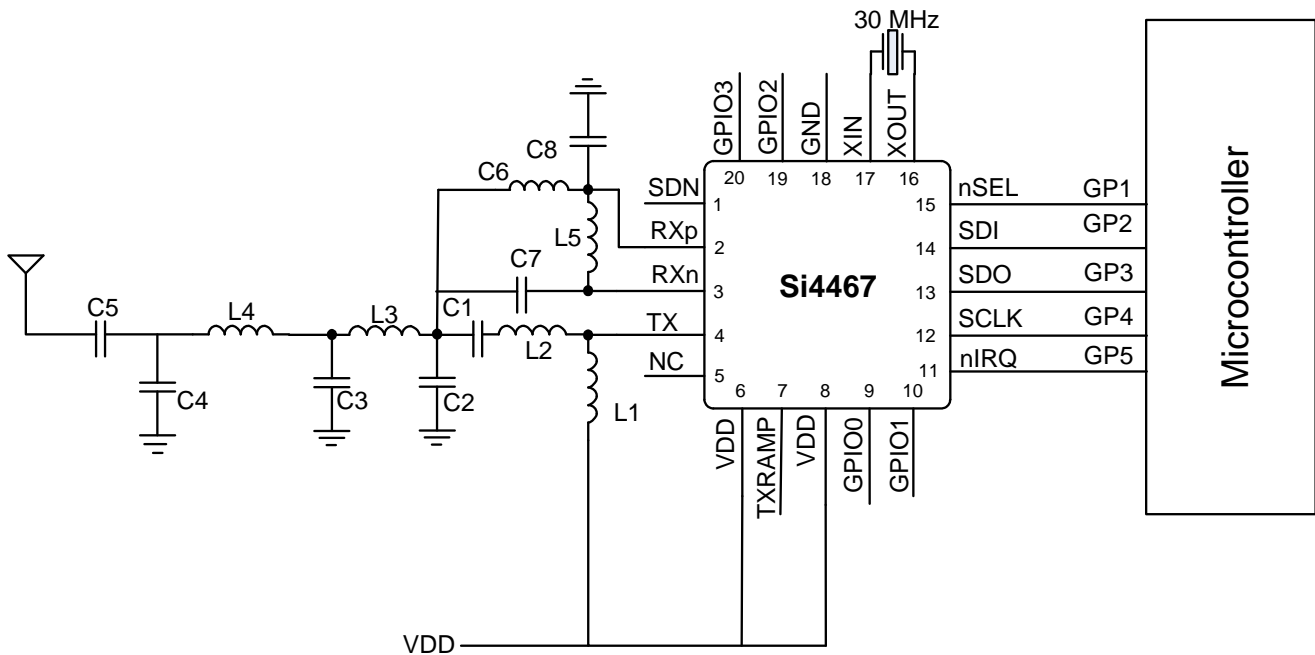 30 MHz
GPIO3
GPIO2
GND
XIN
XOUT
C8
C6
20
19
18
17
16
SDN
1
nSEL
15
GP1
RXp
2
L5
SDI
14
GP2
C7
RXn
3
Si4467
SDO
13
GP3
C5
L4
L3
C1
L2
TX
4
SCLK
12
GP4
NC
5
nIRQ
11
GP5
Microcontroller
C4
C3
C2
L1
6
7
8
9
10
VDD
TXRAMP
VDD
GPIO0
GPIO1
VDD